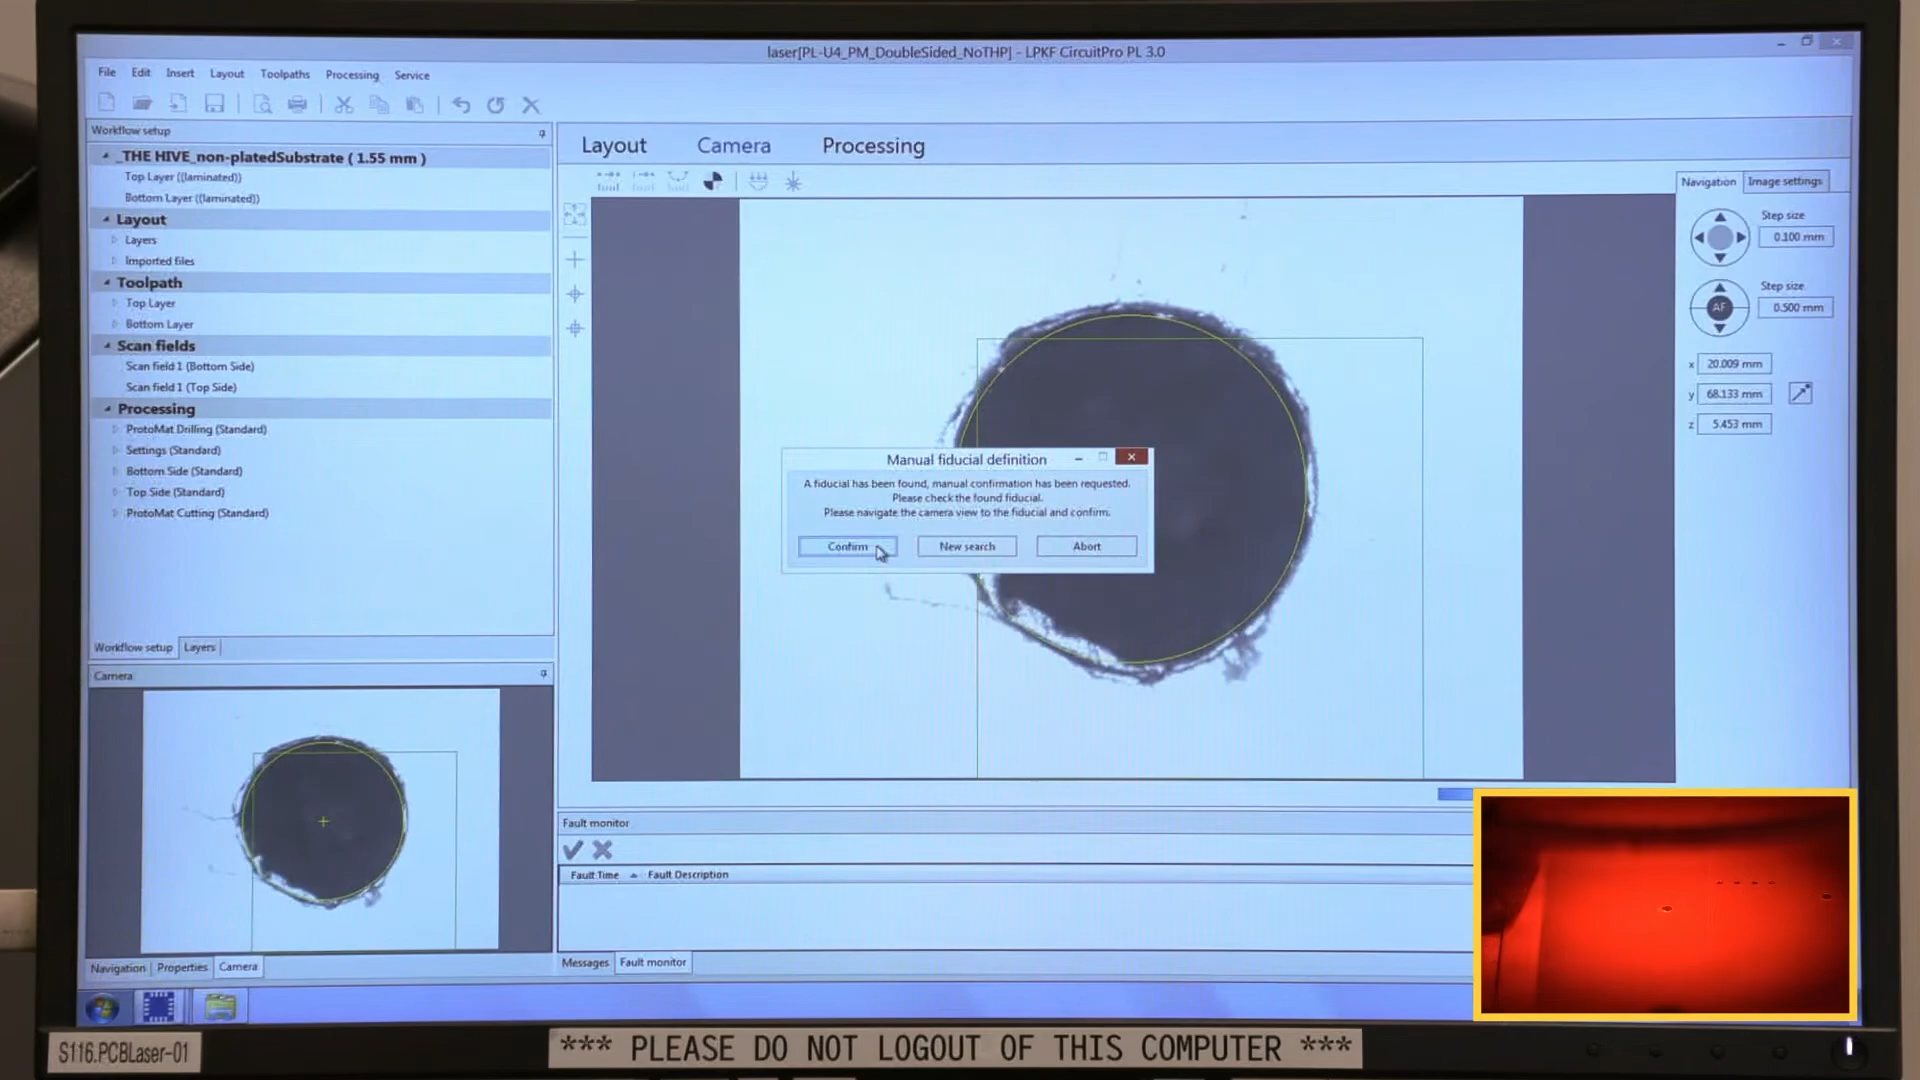 laser[PL-U4_PM_DoubleSided_NoTHP] - LPKF CircuitPro PL 3.0
File Edit Insert Layout Toolpaths Processing Service
Workflow setup
_THE HIVE_non-platedSubstrate ( 1.55 mm )
Top Layer ((laminated))
Bottom Layer ((laminated))
Layout
Layers
Imported files
Toolpath
Top Layer
Bottom Layer
Scan fields
Scan field 1 (Bottom Side)
Scan field 1 (Top Side)
Processing
ProtoMat Drilling (Standard)
Settings (Standard)
Bottom Side (Standard)
Top Side (Standard)
ProtoMat Cutting (Standard)
Workflow setup Layers
Camera
Navigation Properties Camera
Layout Camera Processing
Manual fiducial definition
A fiducial has been found, manual confirmation has been requested.
Please check the found fiducial.
Please navigate the camera view to the fiducial and confirm.
Confirm New search Abort
Navigation Image settings
Step size
0.100 mm
Step size
AF 0.500 mm
x 20.009 mm
y 68.133 mm
z 5.453 mm
Fault monitor
Fault Time Fault Description
Messages Fault monitor
S116.PCBLaser-01
*** PLEASE DO NOT LOGOUT OF THIS COMPUTER ***